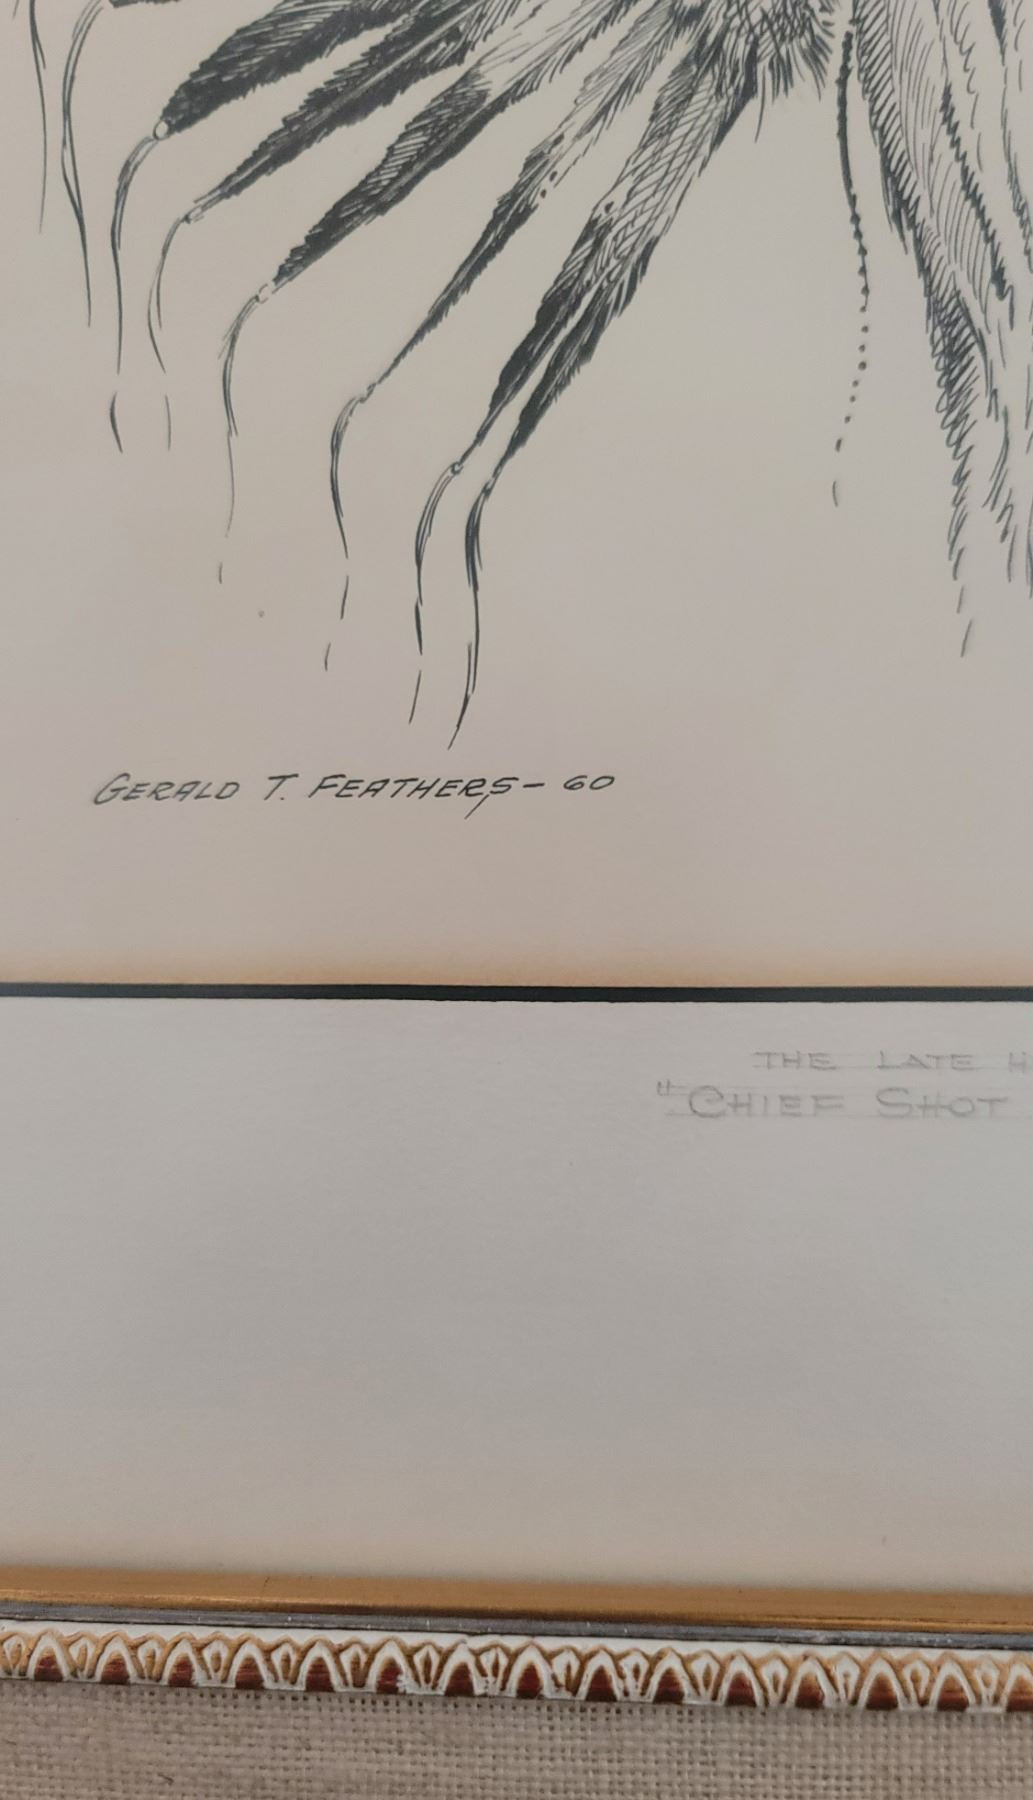 GERALD T. FEATHERS - 60
THE LATE H
"CHIEF SHOT